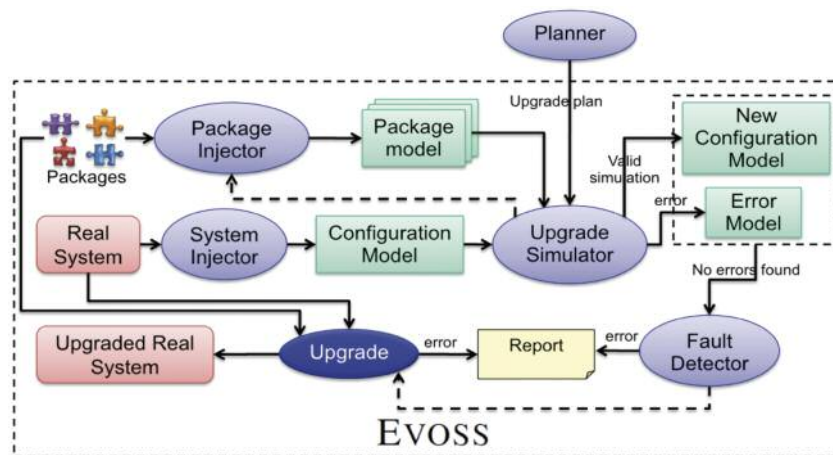 Planner
Upgrade plan
Packages
Package
Injector
Package
model
Valid
simulation
New
Configuration
Model
error
Error
Model
Real
System
System
Injector
Configuration
Model
Upgrade
Simulator
No errors found
Upgraded Real
System
Upgrade
error
Report
error
Fault
Detector
EVOSS